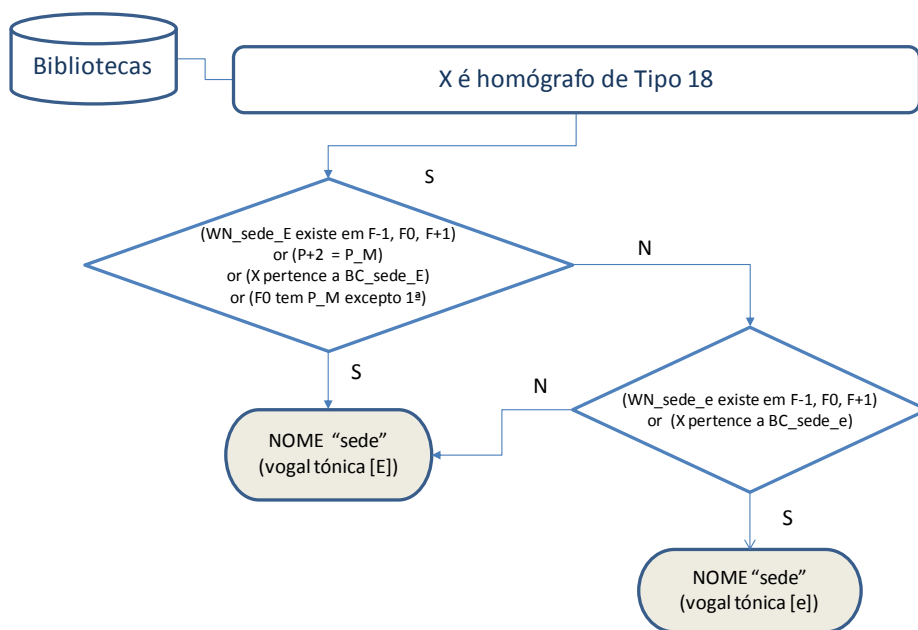 Bibliotecas
X é homógrafo de Tipo 18
S
(WN_sede_E existe em F-1, F0, F+1)
or (P+2 = P_M)
or (X pertence a BC_sede_E)
or (F0 tem P_M excepto 1ª)
N
S
N
(WN_sede_e existe em F-1, F0, F+1)
or (X pertence a BC_sede_e)
NOME “sede”
(vogal tónica [E])
S
NOME “sede”
(vogal tónica [e])